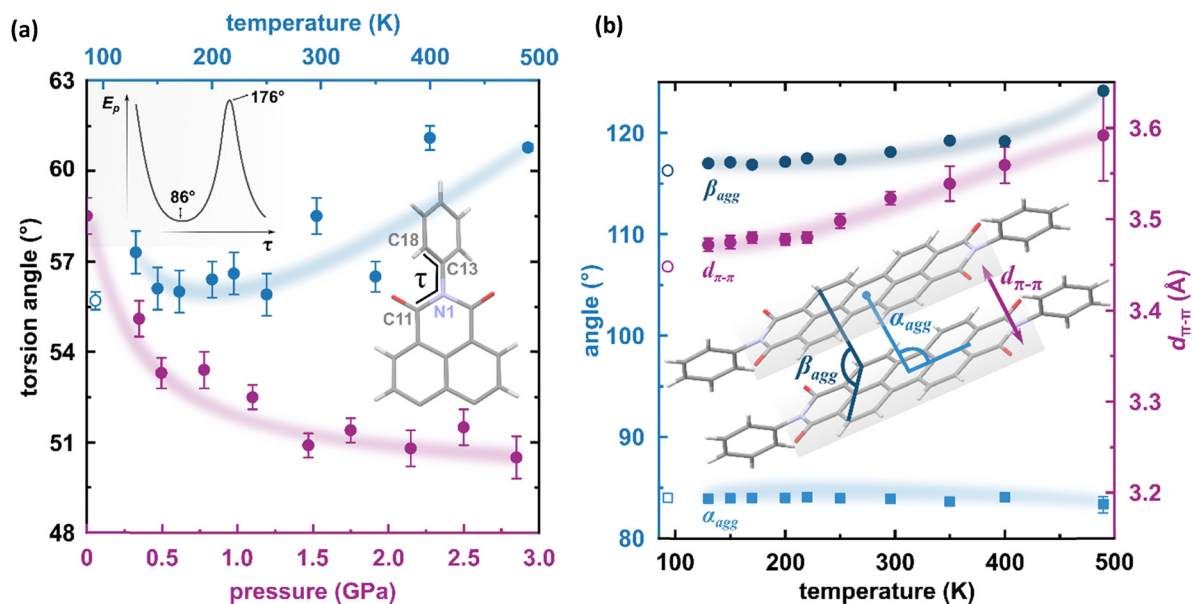 (a)
temperature (K)
100 200 300 400 500
63
60
57
54
51
48
torsion angle (°)
E_p
176°
86°
τ
C18
C13
τ
N1
C11
0 0.5 1.0 1.5 2.0 2.5 3.0
pressure (GPa)
(b)
120
110
100
90
80
angle (°)
β_agg
d_π-π
α_agg
β_agg
d_π-π
α_agg
3.6
3.5
3.4
3.3
3.2
d_π-π (Å)
100 200 300 400 500
temperature (K)